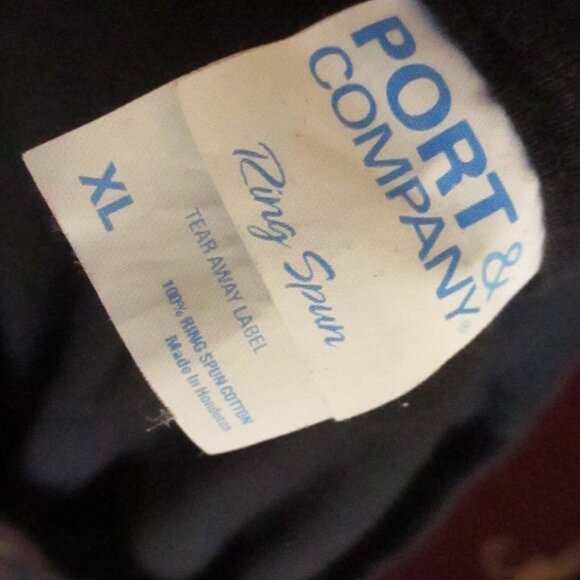 PORT &
COMPANY®
Ring Spun
TEAR AWAY LABEL
XL
100% RING SPUN COTTON
Made In Honduras